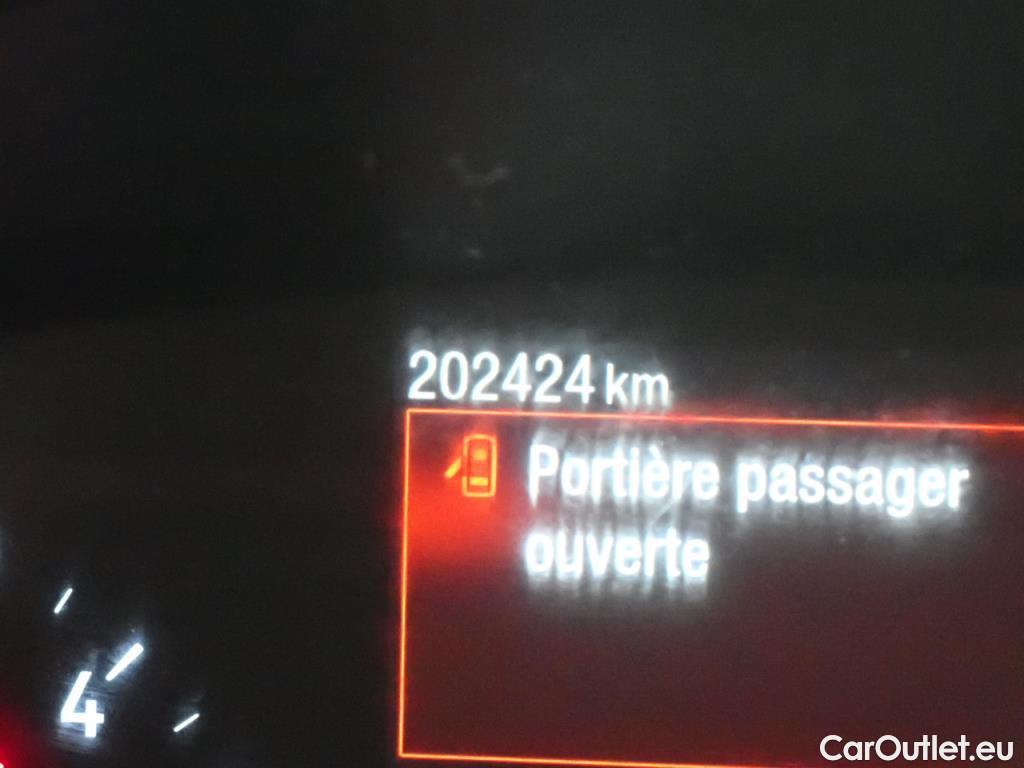 202424 km
Portière passager
ouverte
4
CarOutlet.eu